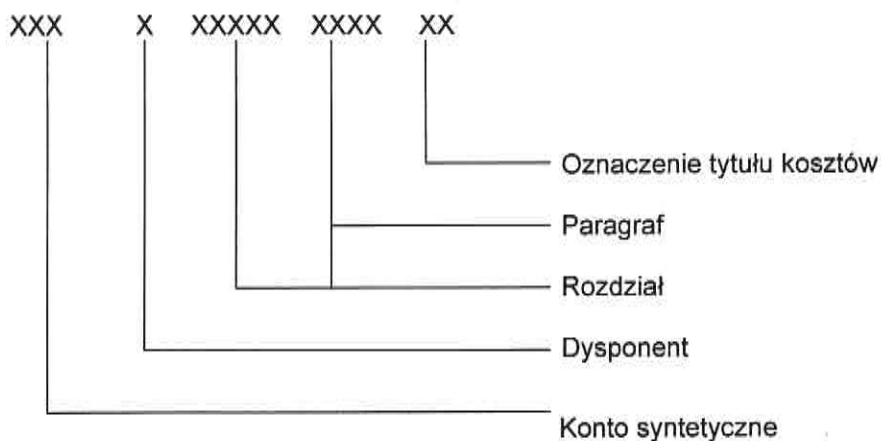 XXX X XXXXX XXXX XX
Oznaczenie tytułu kosztów
Paragraf
Rozdział
Dysponent
Konto syntetyczne